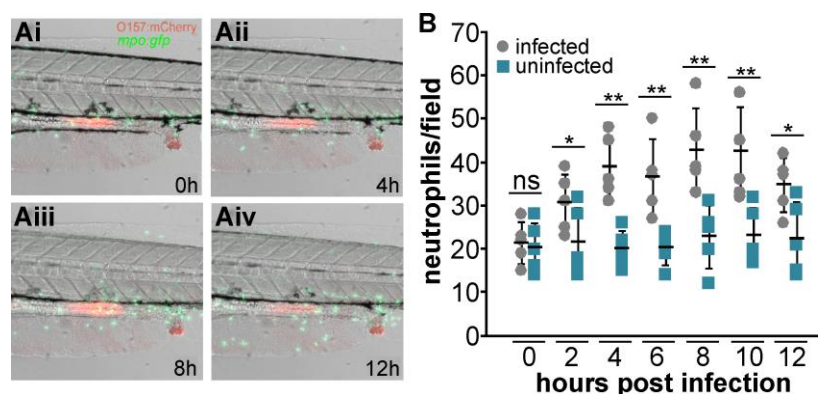 Ai
O157:mCherry
mpo:gfp
0h
Aii
4h
Aiii
8h
Aiv
12h
B
infected
uninfected
neutrophils/field
70
60
50
40
30
20
10
0
ns
*
**
**
**
**
*
0 2 4 6 8 10 12
hours post infection